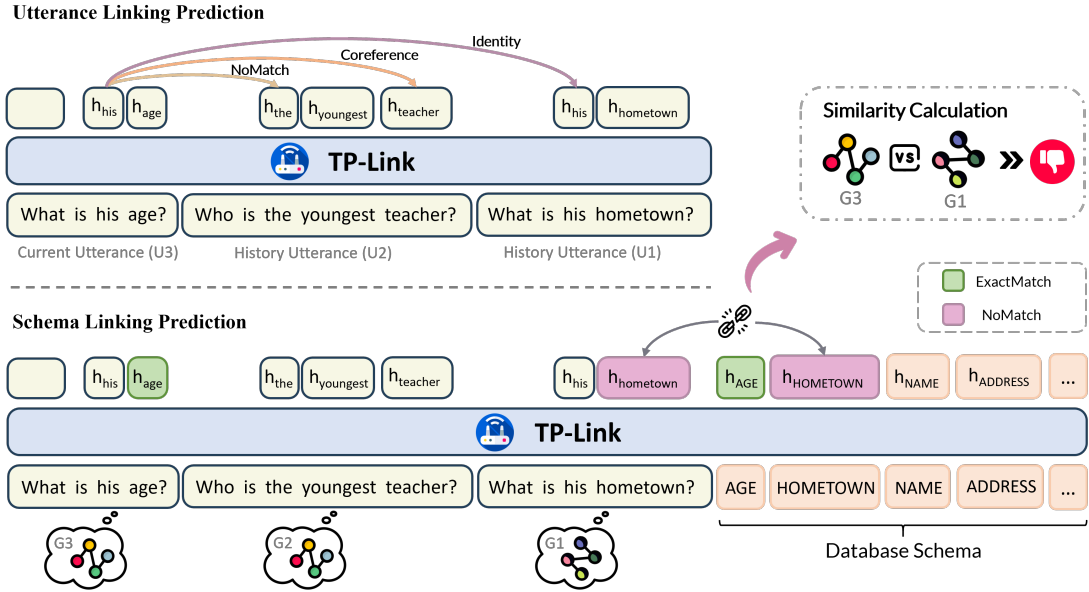 Utterance Linking Prediction
Identity
Coreference
NoMatch
h his
h age
h the
h youngest
h teacher
h his
h hometown
TP-Link
What is his age?
Who is the youngest teacher?
What is his hometown?
Current Utterance (U3)
History Utterance (U2)
History Utterance (U1)
Similarity Calculation
VS
G3
G1
ExactMatch
NoMatch
Schema Linking Prediction
h his
h age
h the
h youngest
h teacher
h his
h hometown
h AGE
h HOMETOWN
h NAME
h ADDRESS
...
TP-Link
What is his age?
Who is the youngest teacher?
What is his hometown?
AGE
HOMETOWN
NAME
ADDRESS
...
G3
G2
G1
Database Schema